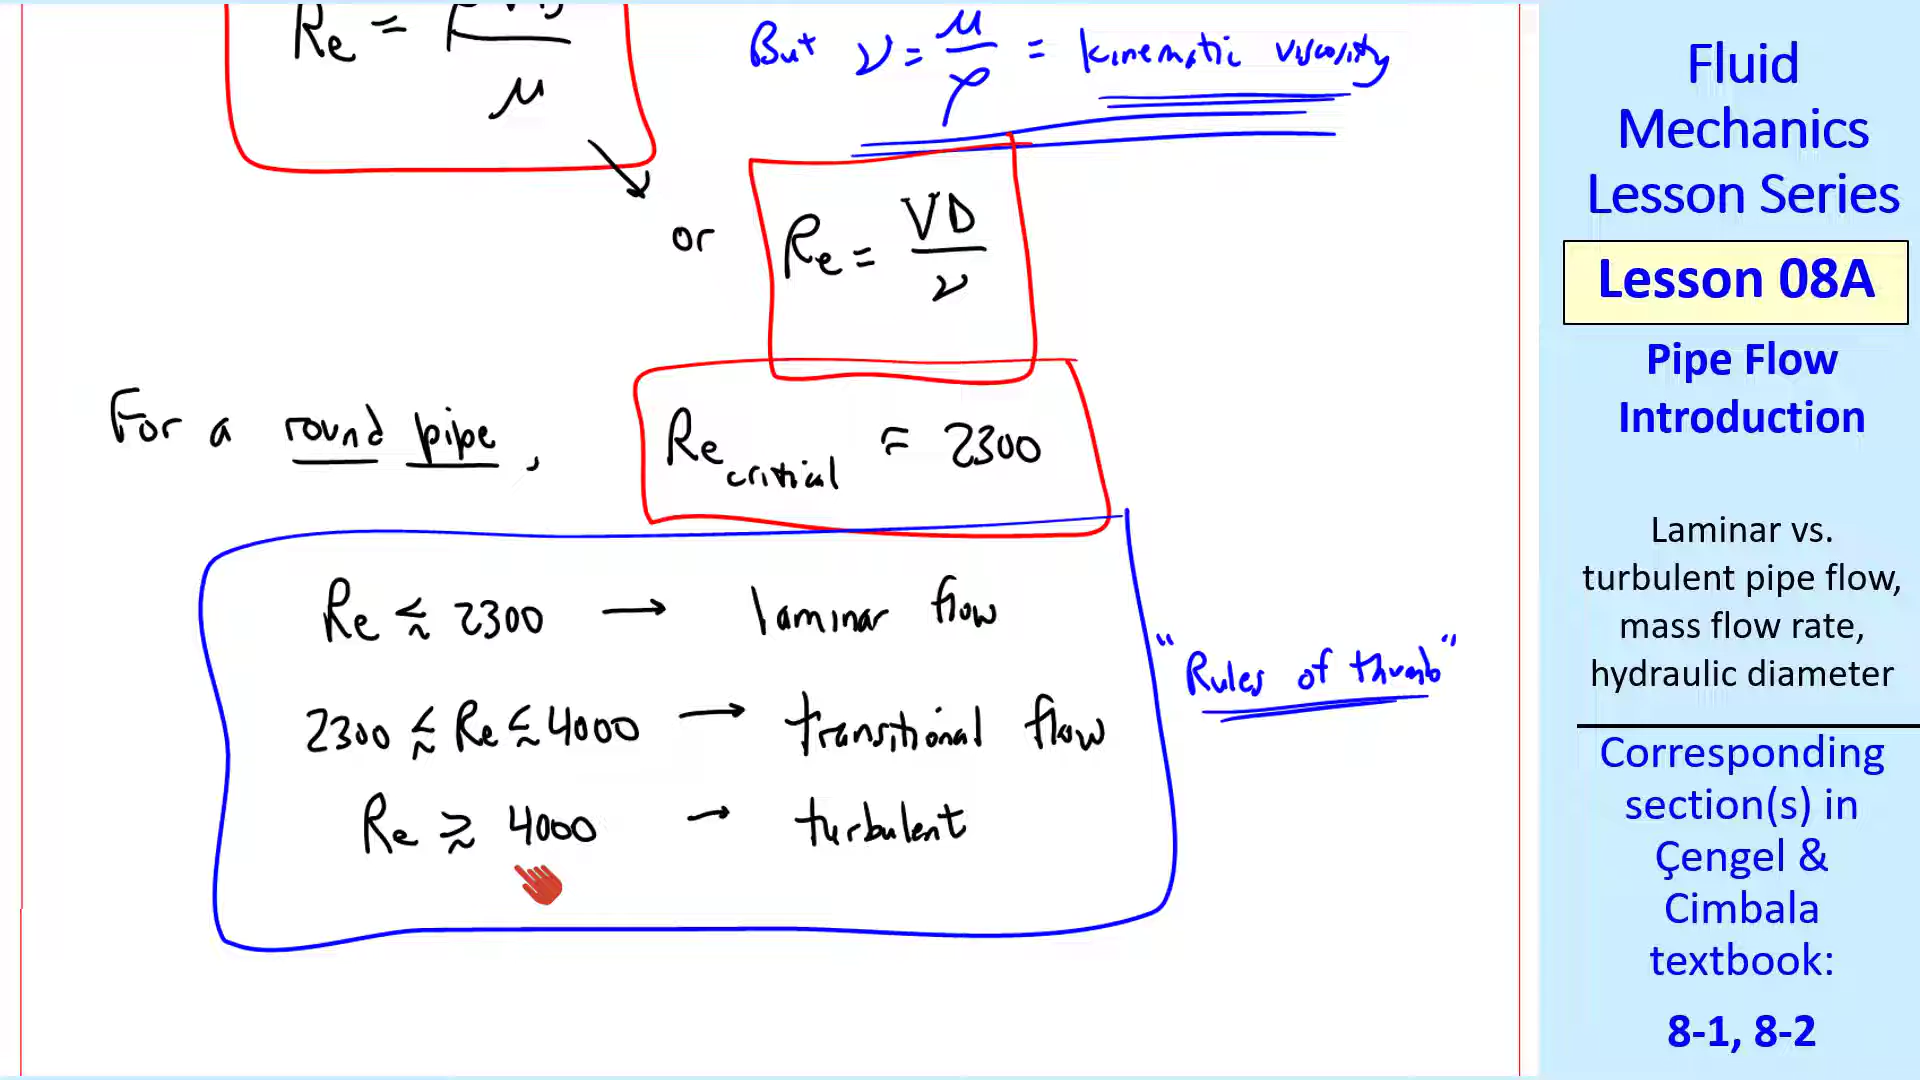 Re = ρVD/μ
But ν = μ/ρ = kinematic viscosity
or Re = VD/ν
For a round pipe, Re critical ≈ 2300
Re ≲ 2300 → laminar flow
2300 ≲ Re ≲ 4000 → transitional flow
Re ≳ 4000 → turbulent
"Rules of thumb"
Fluid
Mechanics
Lesson Series
Lesson 08A
Pipe Flow
Introduction
Laminar vs.
turbulent pipe flow,
mass flow rate,
hydraulic diameter
Corresponding
section(s) in
Çengel &
Cimbala
textbook:
8-1, 8-2